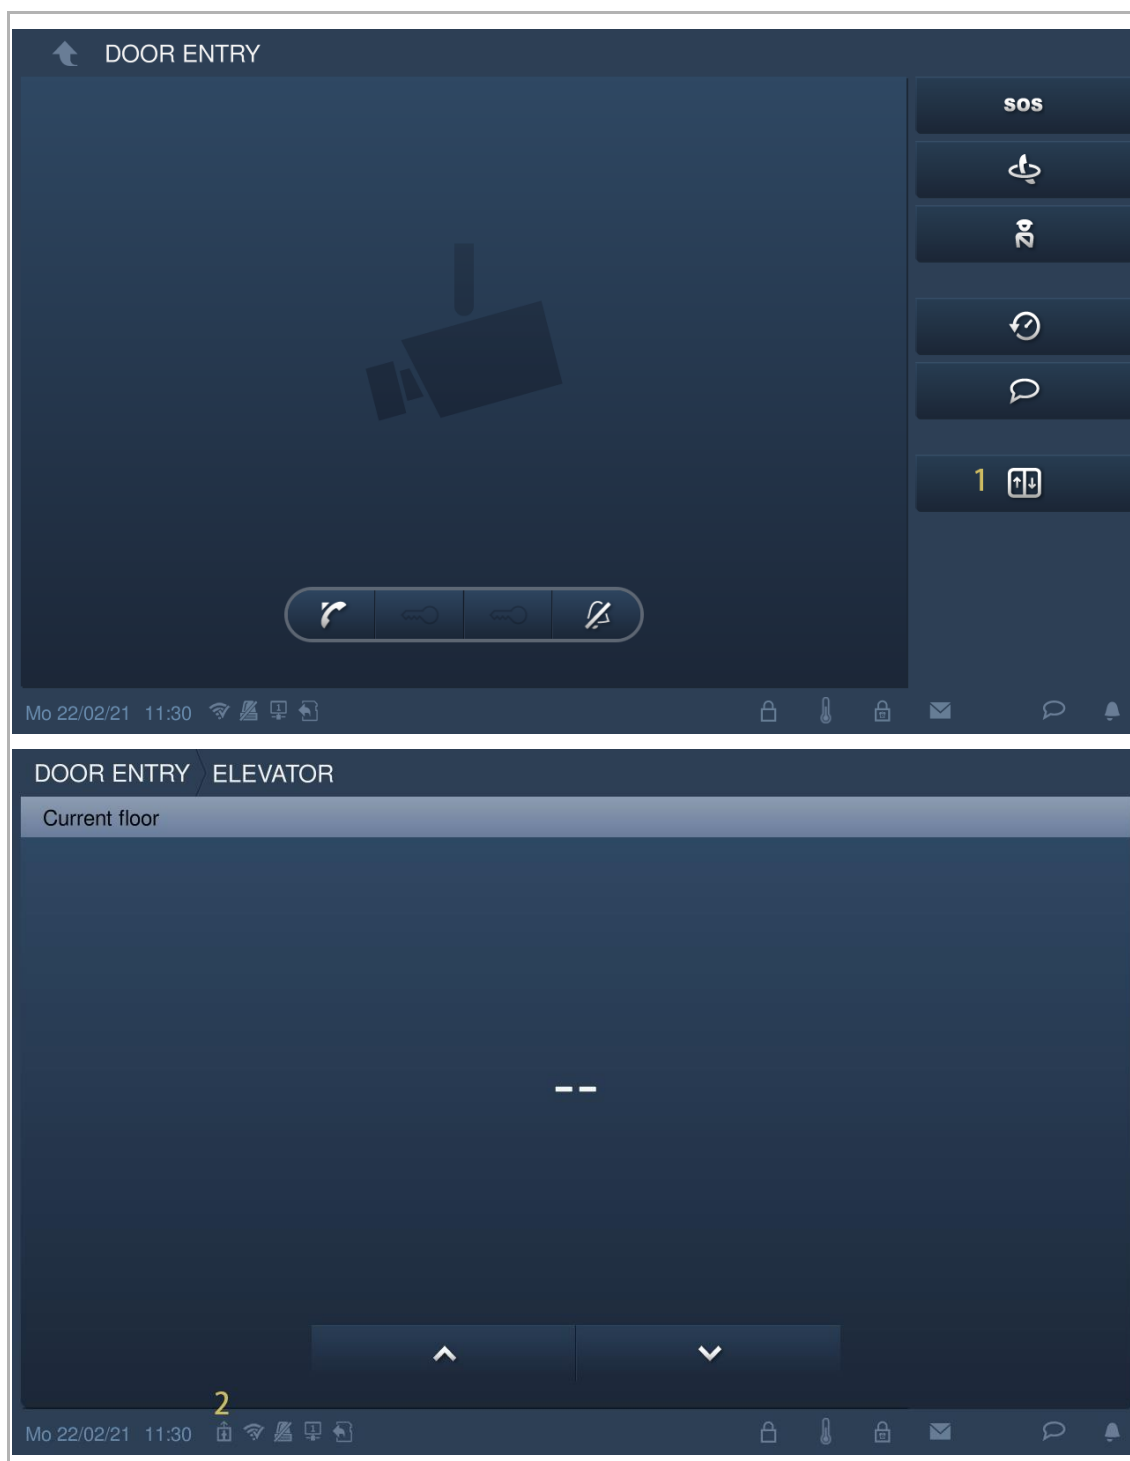 DOOR ENTRY
SOS
1
Mo 22/02/21 11:30
DOOR ENTRY ELEVATOR
Current floor
--
2
Mo 22/02/21 11:30